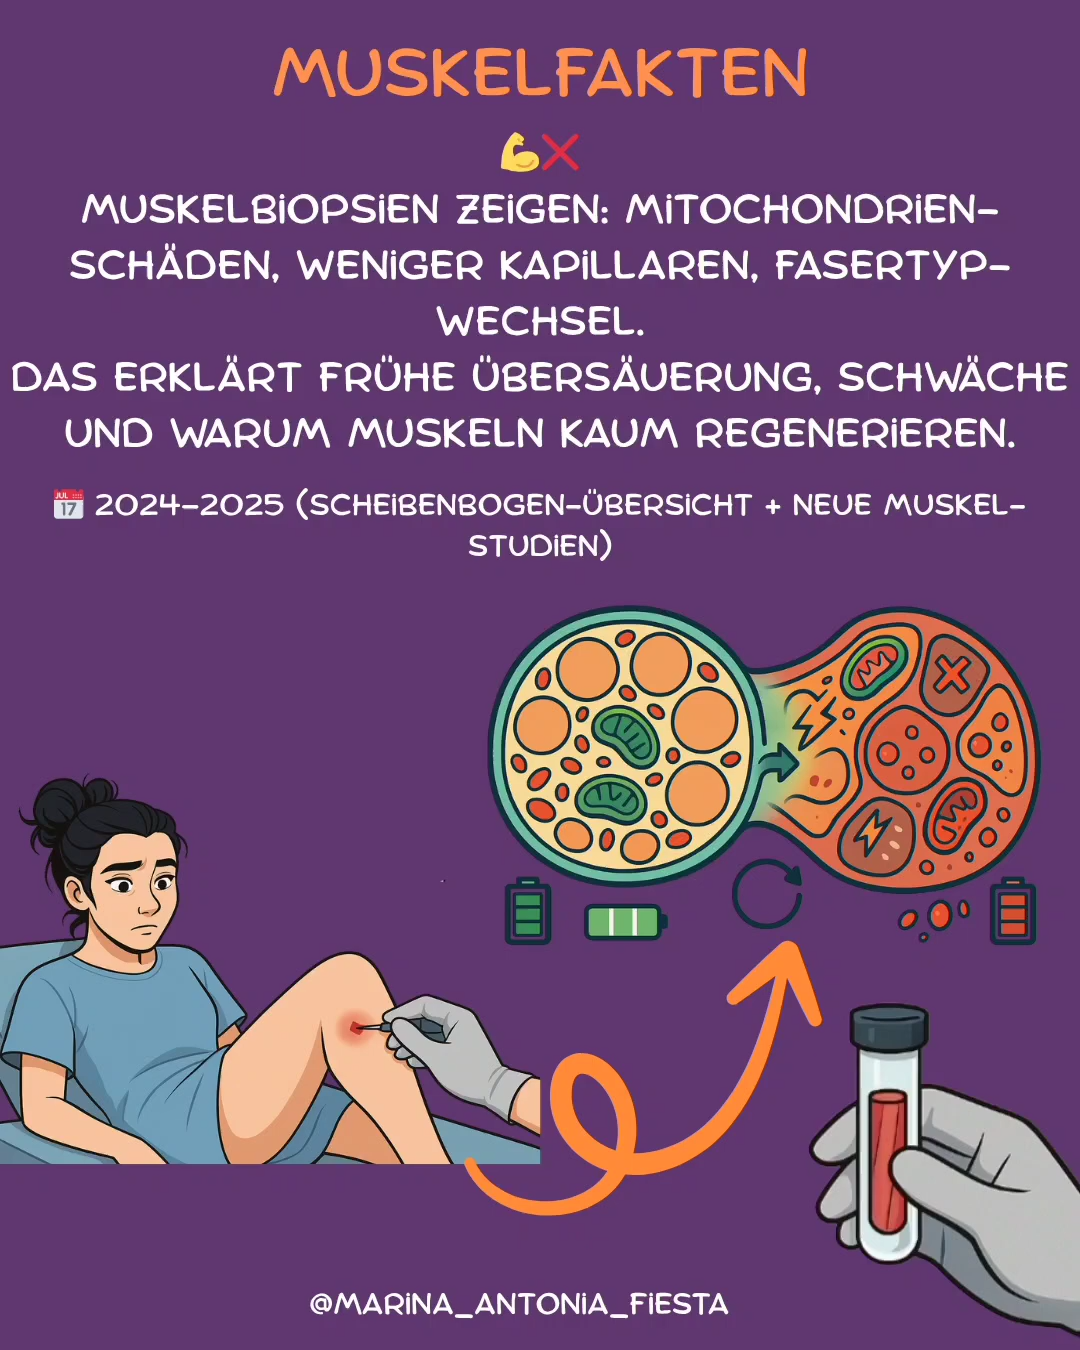 MUSKELFAKTEN
💪❌
MUSKELBIOPSIEN ZEIGEN: MITOCHONDRIEN-
SCHÄDEN, WENIGER KAPILLAREN, FASERTYP-
WECHSEL.
DAS ERKLÄRT FRÜHE ÜBERSÄUERUNG, SCHWÄCHE
UND WARUM MUSKELN KAUM REGENERIEREN.
📅 2024-2025 (SCHEIBENBOGEN-ÜBERSICHT + NEUE MUSKEL-
STUDIEN)
@MARINA_ANTONIA_FIESTA